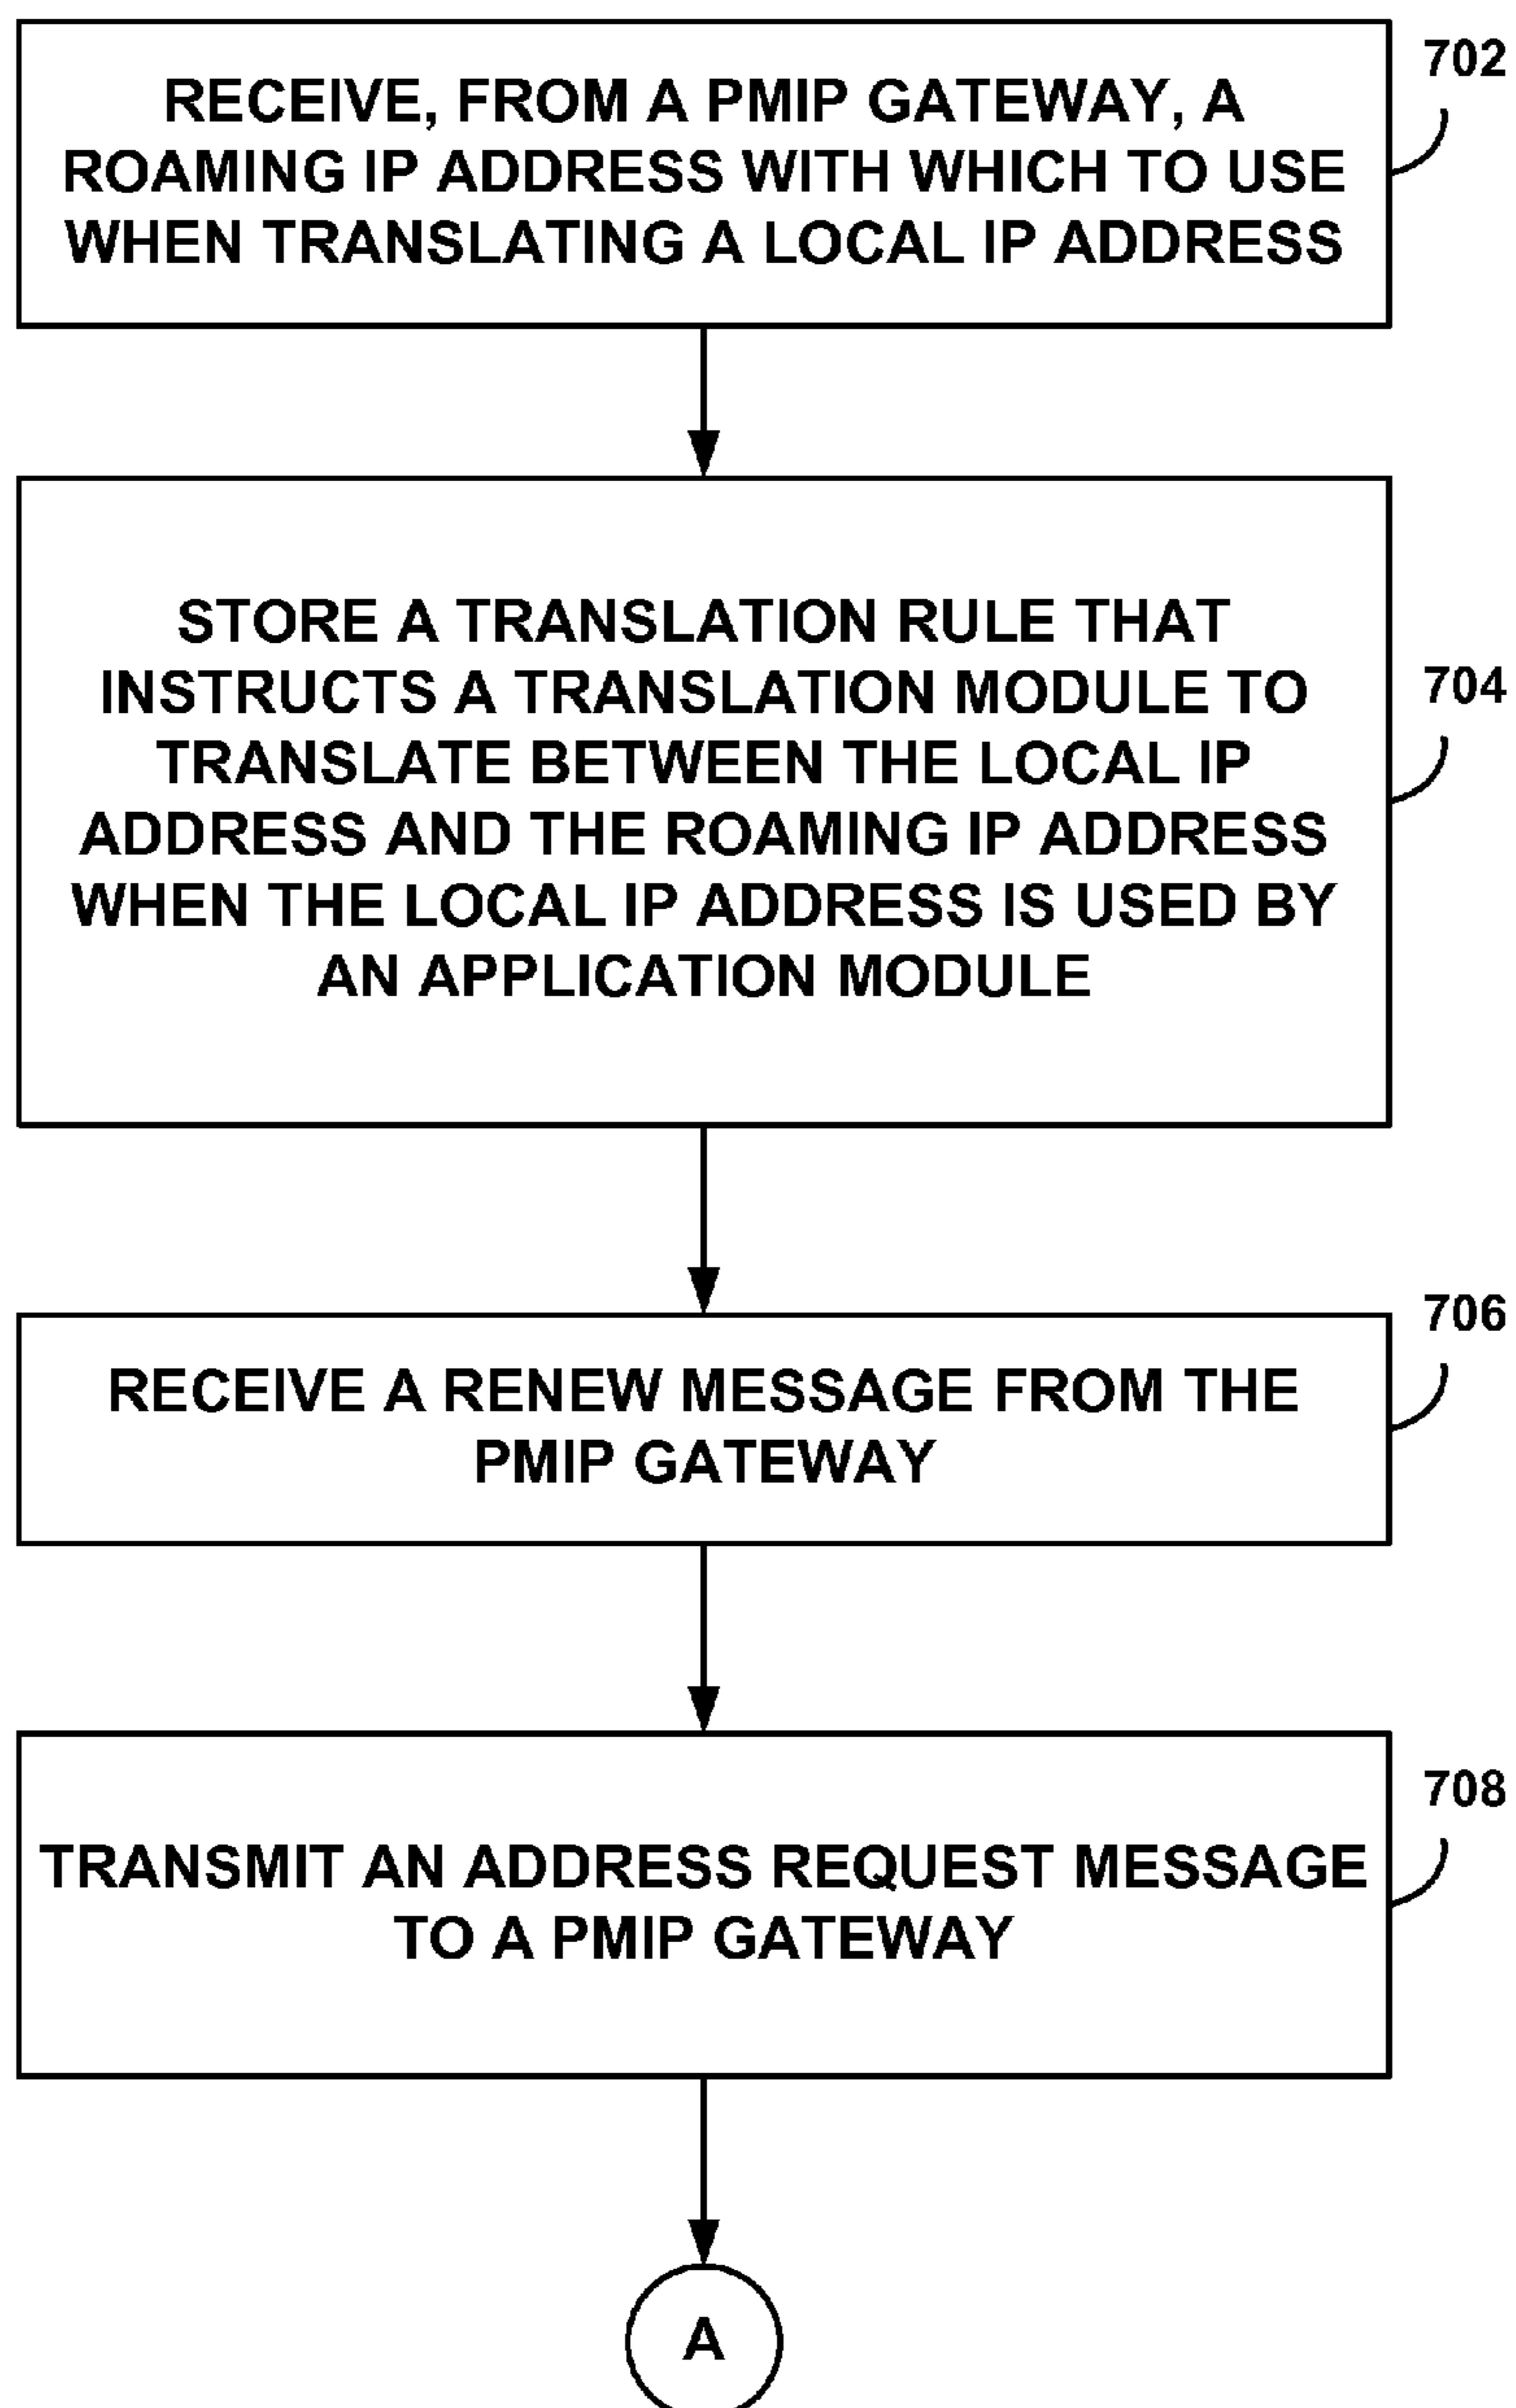 702
RECEIVE, FROM A PMIP GATEWAY, A
ROAMING IP ADDRESS WITH WHICH TO USE
WHEN TRANSLATING A LOCAL IP ADDRESS
704
STORE A TRANSLATION RULE THAT
INSTRUCTS A TRANSLATION MODULE TO
TRANSLATE BETWEEN THE LOCAL IP
ADDRESS AND THE ROAMING IP ADDRESS
WHEN THE LOCAL IP ADDRESS IS USED BY
AN APPLICATION MODULE
706
RECEIVE A RENEW MESSAGE FROM THE
PMIP GATEWAY
708
TRANSMIT AN ADDRESS REQUEST MESSAGE
TO A PMIP GATEWAY
A